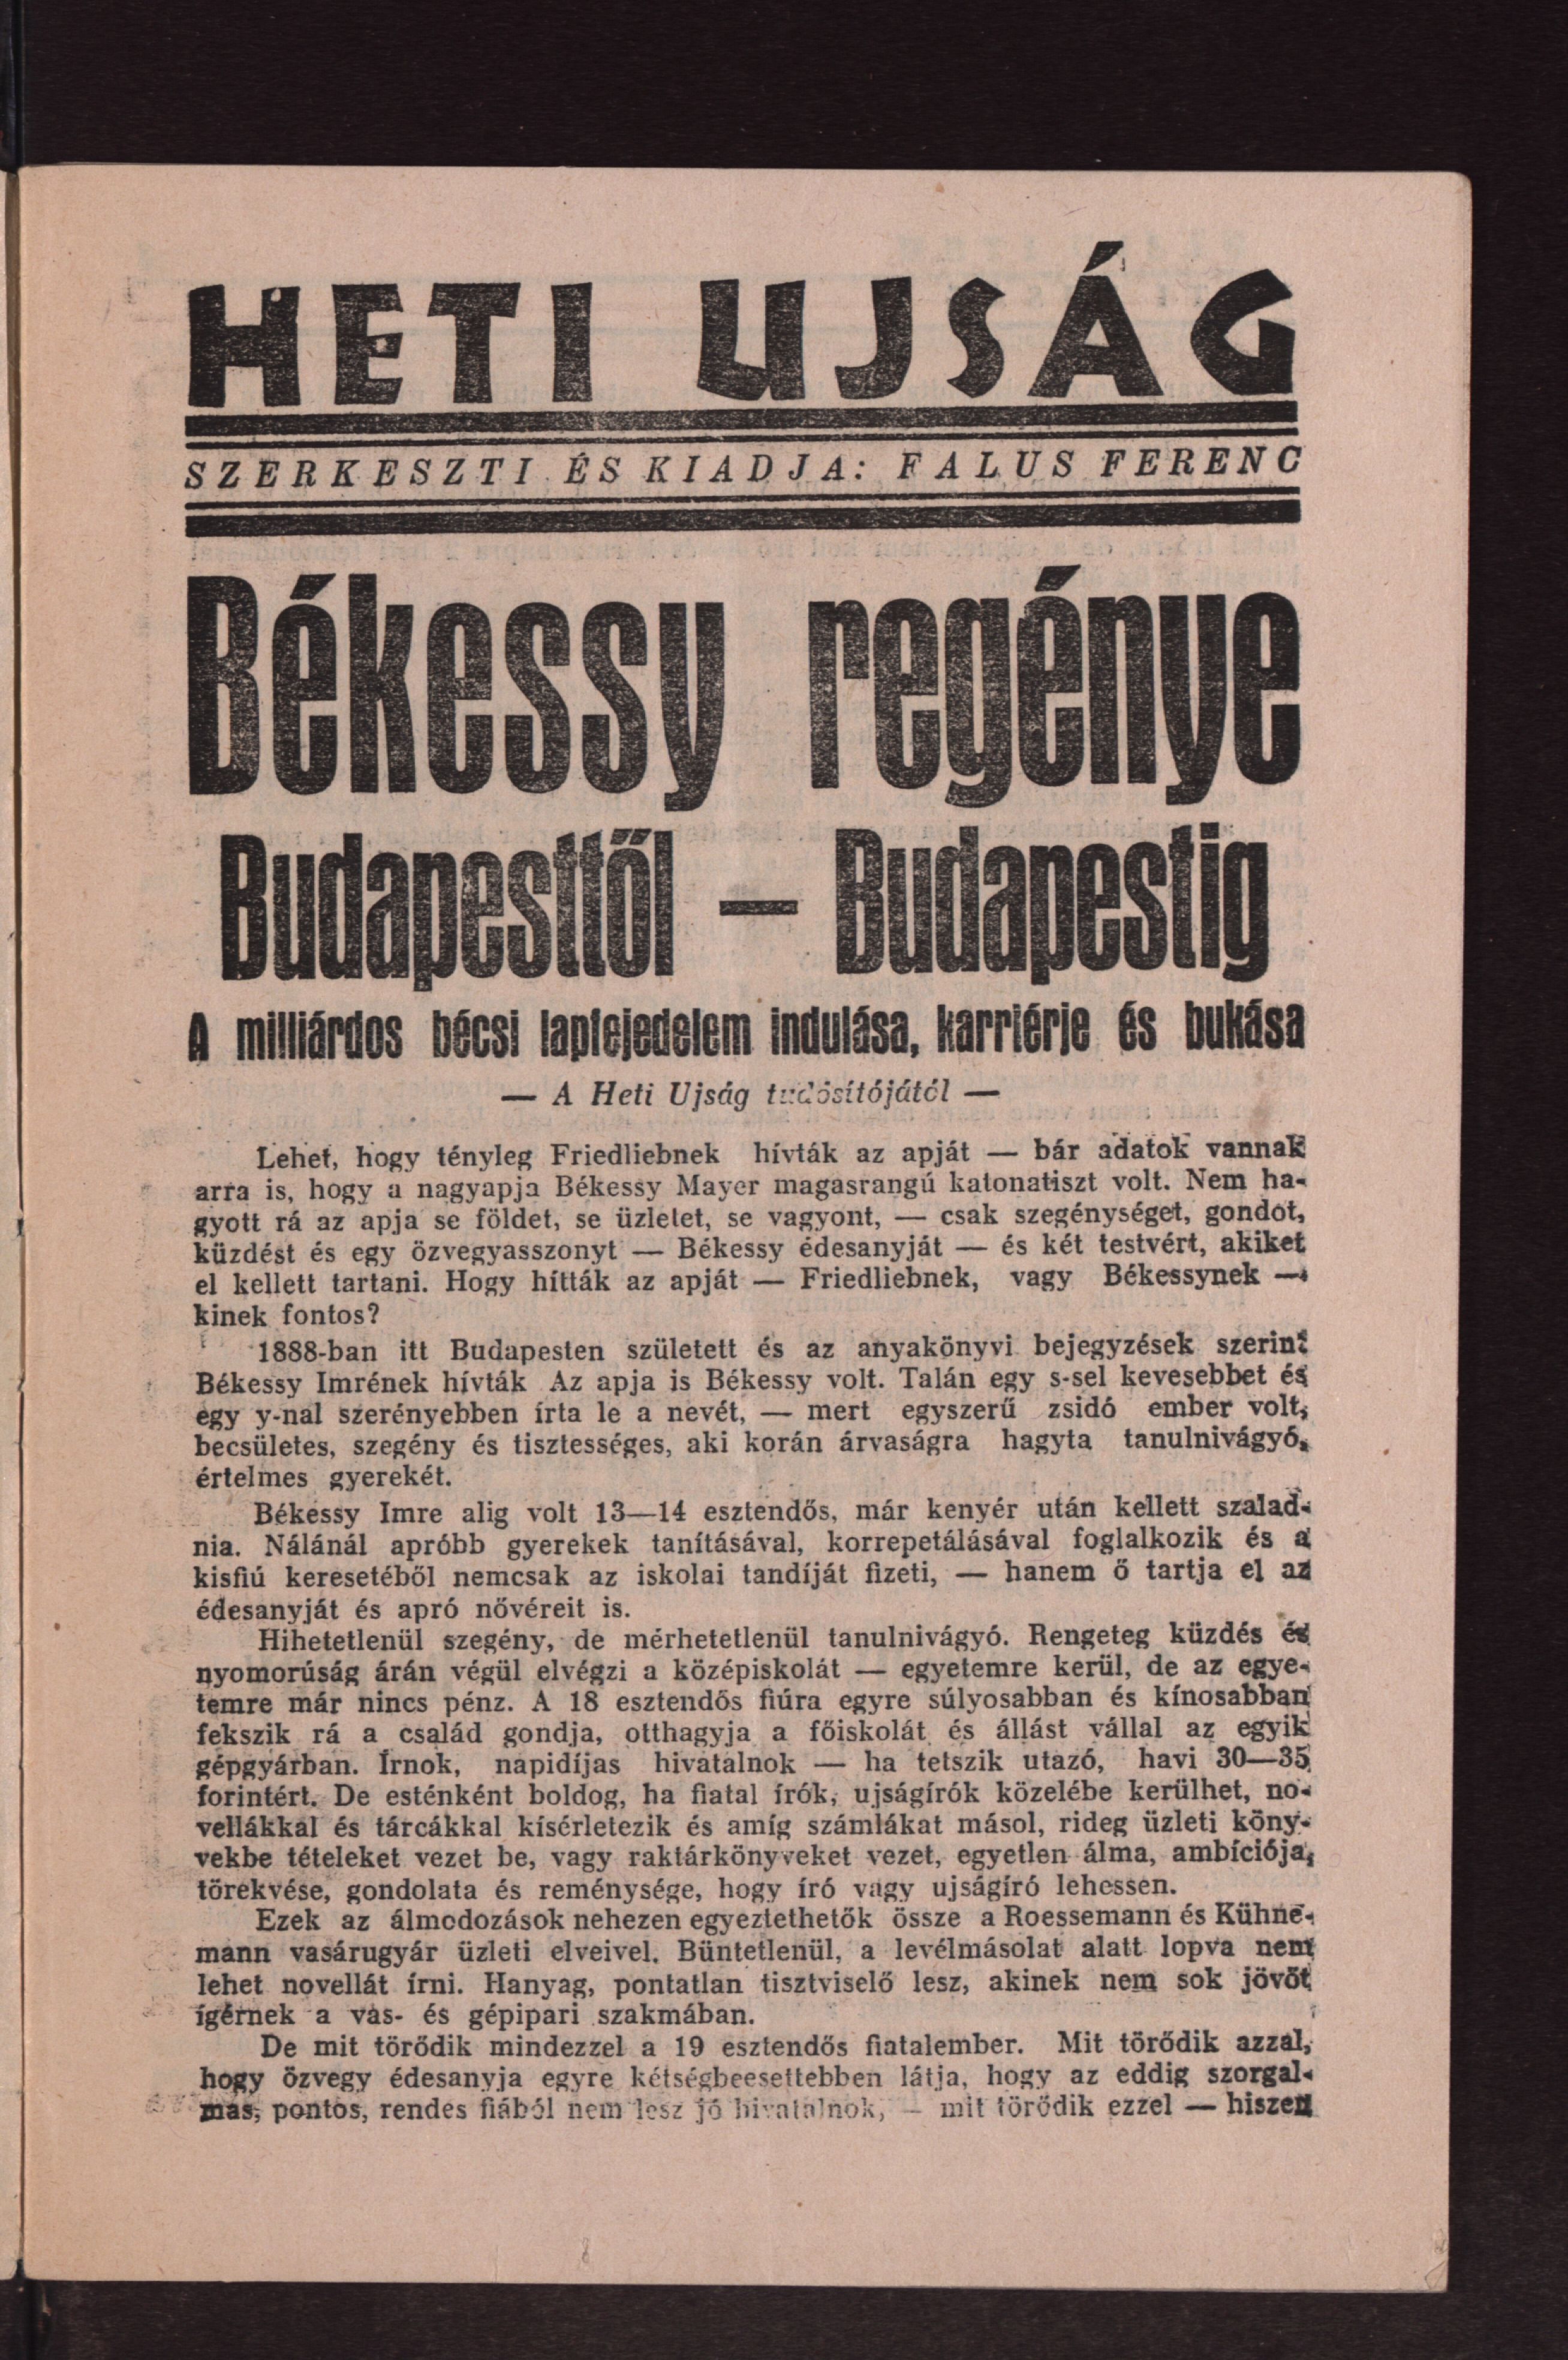 HETI UJSÁG
SZERKESZTI ÉS KIADJA: FALUS FERENC
Békessy regénye
Budapesttől — Budapestig
A milliárdos bécsi lapfejedelem indulása, karriérje és bukása
— A Heti Ujság tudósítójától —
Lehet, hogy tényleg Friedliebnek hívták az apját — bár adatok vannak
arra is, hogy a nagyapja Békessy Mayer magasrangú katonatiszt volt. Nem ha-
gyott rá az apja se földet, se üzletet, se vagyont, — csak szegénységet, gondot,
küzdést és egy özvegyasszonyt — Békessy édesanyját — és két testvért, akiket
el kellett tartani. Hogy hítták az apját — Friedliebnek, vagy Békessynek —
kinek fontos?
1888-ban itt Budapesten született és az anyakönyvi bejegyzések szerint
Békessy Imrének hívták Az apja is Békessy volt. Talán egy s-sel kevesebbet és
egy y-nal szerényebben írta le a nevét, — mert egyszerű zsidó ember volt,
becsületes, szegény és tisztességes, aki korán árvaságra hagyta tanulnivágyó,
értelmes gyerekét.
Békessy Imre alig volt 13—14 esztendős, már kenyér után kellett szalad-
nia. Nálánál apróbb gyerekek tanításával, korrepetálásával foglalkozik és a
kisfiú keresetéből nemcsak az iskolai tandíját fizeti, — hanem ő tartja el az
édesanyját és apró nővéreit is.
Hihetetlenül szegény, de mérhetetlenül tanulnivágyó. Rengeteg küzdés és
nyomorúság árán végül elvégzi a középiskolát — egyetemre kerül, de az egye-
temre már nincs pénz. A 18 esztendős fiúra egyre súlyosabban és kínosabban
fekszik rá a család gondja, otthagyja a főiskolát és állást vállal az egyik
gépgyárban. Irnok, napidíjas hivatalnok — ha tetszik utazó, havi 30—35
forintért. De esténként boldog, ha fiatal írók, ujságírók közelébe kerülhet, no-
vellákkal és tárcákkal kísérletezik és amíg számlákat másol, rideg üzleti köny-
vekbe tételeket vezet be, vagy raktárkönyveket vezet, egyetlen álma, ambíciója,
törekvése, gondolata és reménysége, hogy író vagy ujságíró lehessen.
Ezek az álmodozások nehezen egyeztethetők össze a Roessemann és Kühne-
mann vasárugyár üzleti elveivel. Büntetlenül, a levélmásolat alatt lopva nem
lehet novellát írni. Hanyag, pontatlan tisztviselő lesz, akinek nem sok jövőt
ígérnek a vas- és gépipari szakmában.
De mit törődik mindezzel a 19 esztendős fiatalember. Mit törődik azzal,
hogy özvegy édesanyja egyre kétségbeesettebben látja, hogy az eddig szorgal-
mas, pontos, rendes fiából nem lesz jó hivatalnok, — mit törődik ezzel — hiszen